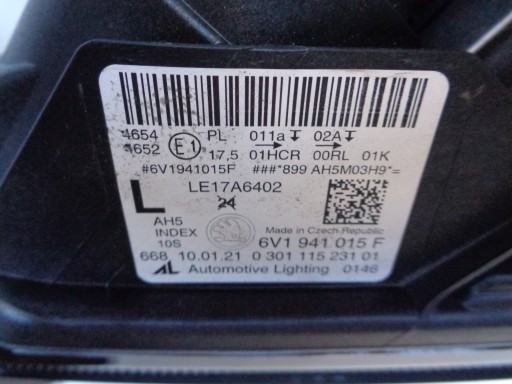 4654 E1 PL 011a 02A
4652 17,5 01HCR 00RL 01K
#6V1941015F ###*899 AH5M03H9*=
L LE17A6402
24
AH5
INDEX
10S
Made in Czech Republic
6V1 941 015 F
668 10.01.21 0 301 115 231 01
AL Automotive Lighting 0146